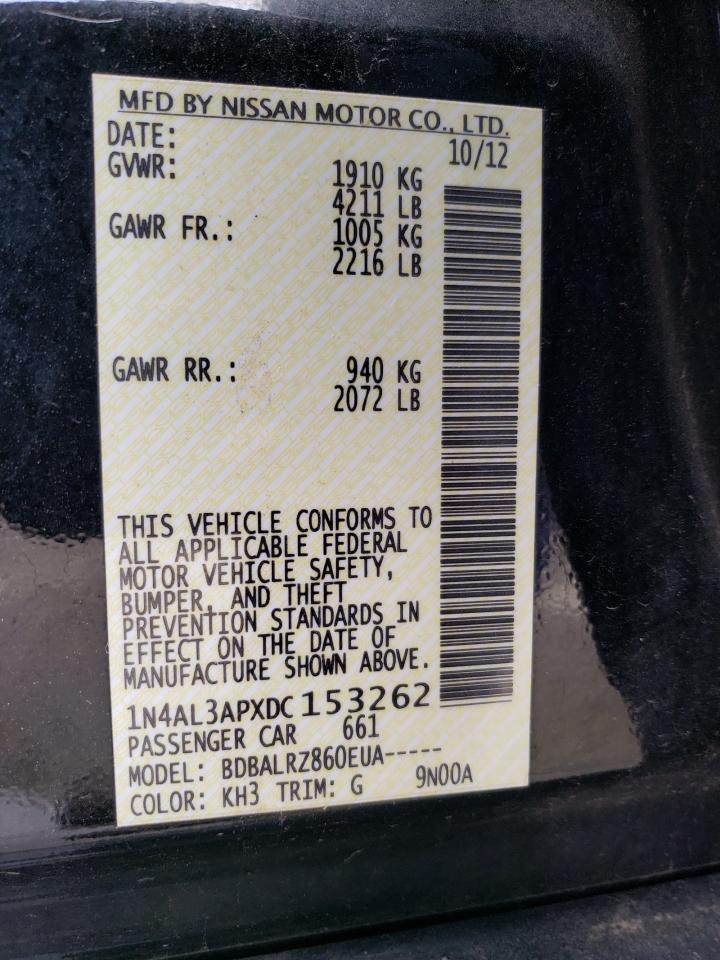 MFD BY NISSAN MOTOR CO., LTD.
DATE: 10/12
GVWR: 1910 KG
4211 LB
GAWR FR.: 1005 KG
2216 LB
GAWR RR.: 940 KG
2072 LB
THIS VEHICLE CONFORMS TO
ALL APPLICABLE FEDERAL
MOTOR VEHICLE SAFETY,
BUMPER, AND THEFT
PREVENTION STANDARDS IN
EFFECT ON THE DATE OF
MANUFACTURE SHOWN ABOVE.
1N4AL3APXDC153262
PASSENGER CAR 661
MODEL: BDBALRZ860EUA-----
COLOR: KH3 TRIM: G 9N00A